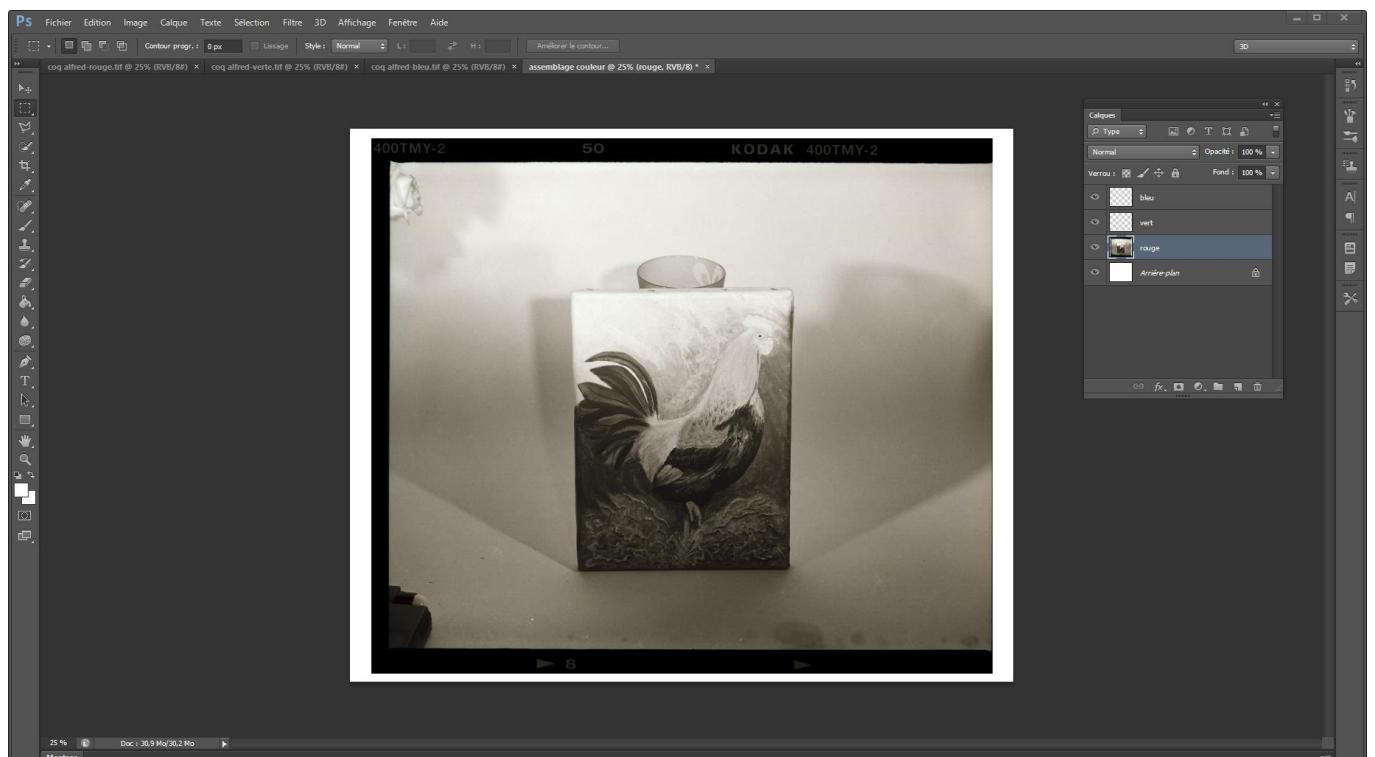 Ps Fichier Edition Image Calque Texte Sélection Filtre 3D Affichage Fenêtre Aide
Contour progr. : 0 px Lissage Style : Normal L : H : Améliorer le contour... 3D
coq alfred-rouge.tif @ 25% (RVB/8#) × coq alfred-verte.tif @ 25% (RVB/8#) × coq alfred-bleu.tif @ 25% (RVB/8#) × assemblage couleur @ 25% (rouge, RVB/8) * ×
400TMY-2 50 KODAK 400TMY-2
8
Calques
Type
Normal Opacité : 100 %
Verrou : Fond : 100 %
bleu
vert
rouge
Arrière-plan
fx
25 % Doc : 30,9 Mo/30,2 Mo